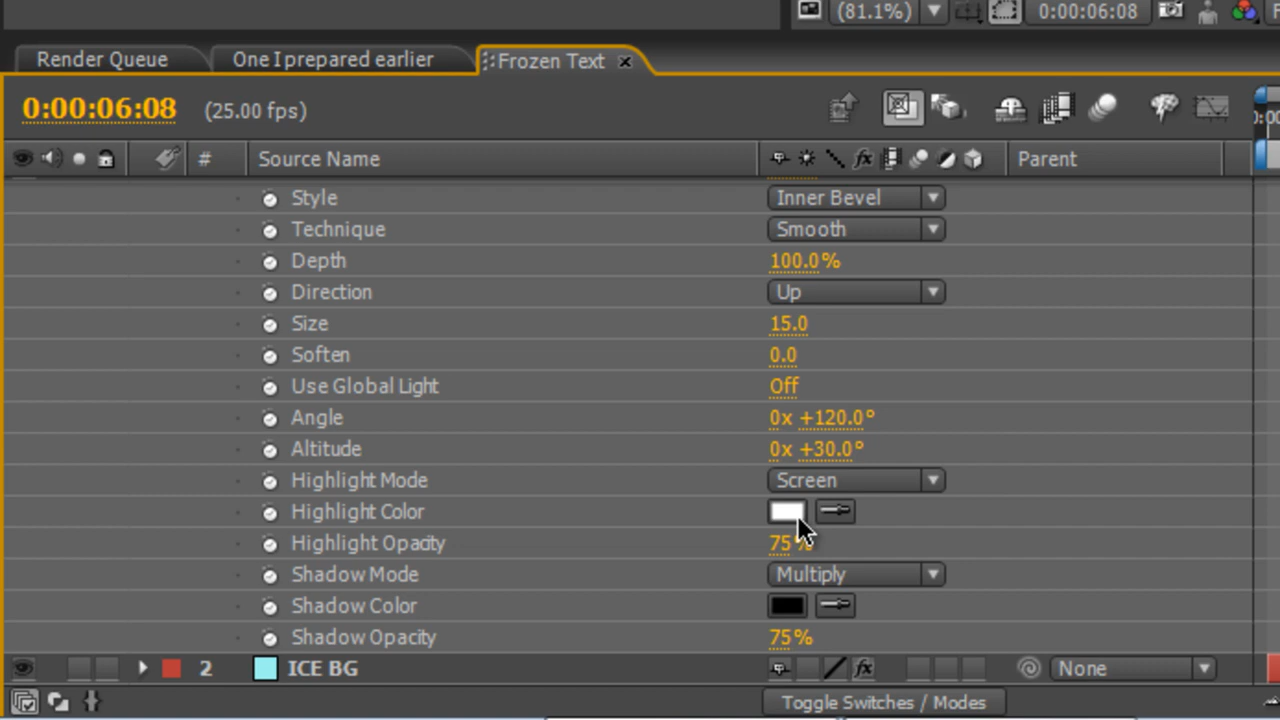 (81.1%) 0:00:06:08
Render Queue One I prepared earlier Frozen Text x
0:00:06:08 (25.00 fps)
# Source Name fx Parent
Style Inner Bevel
Technique Smooth
Depth 100.0%
Direction Up
Size 15.0
Soften 0.0
Use Global Light Off
Angle 0x +120.0°
Altitude 0x +30.0°
Highlight Mode Screen
Highlight Color
Highlight Opacity 75%
Shadow Mode Multiply
Shadow Color
Shadow Opacity 75%
2 ICE BG fx None
Toggle Switches / Modes